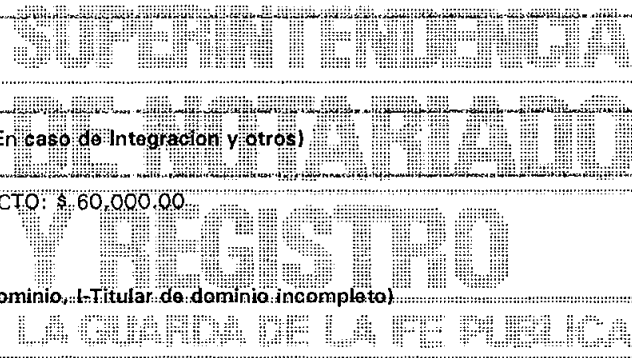 SUPERINTENDENCIA
DE NOTARIADO
En caso de Integracion y otros)
CTO: $ 60,000.00
Y REGISTRO
ominio, I-Titular de dominio incompleto)
LA GUARDA DE LA FE PUBLICA